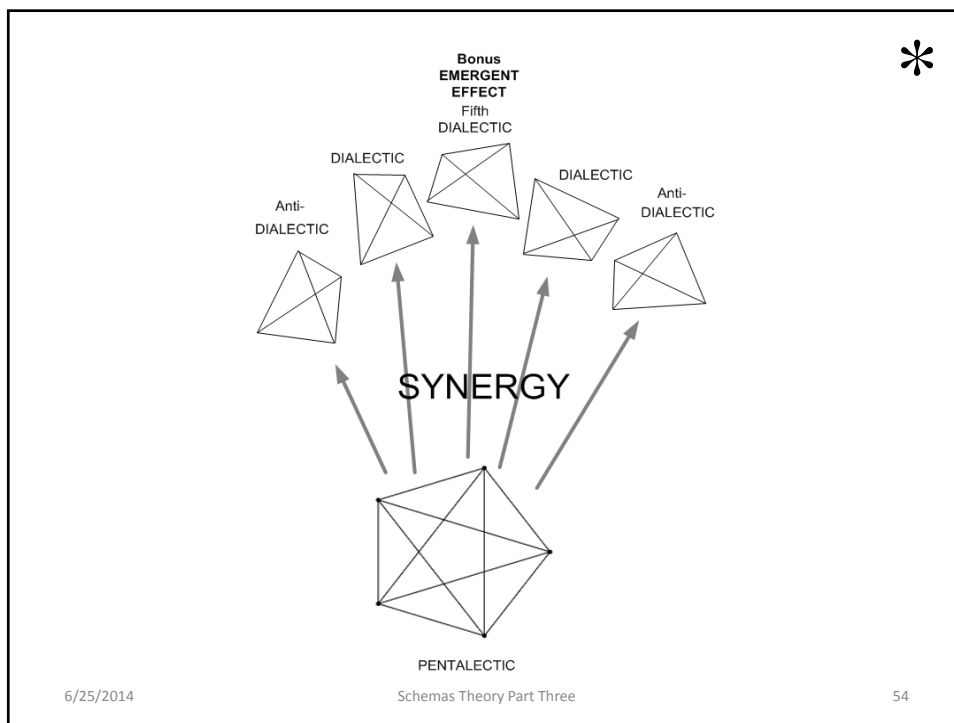 *
Bonus
EMERGENT
EFFECT
Fifth
DIALECTIC
DIALECTIC
DIALECTIC
Anti-
DIALECTIC
Anti-
DIALECTIC
SYNERGY
PENTALECTIC
6/25/2014
Schemas Theory Part Three
54